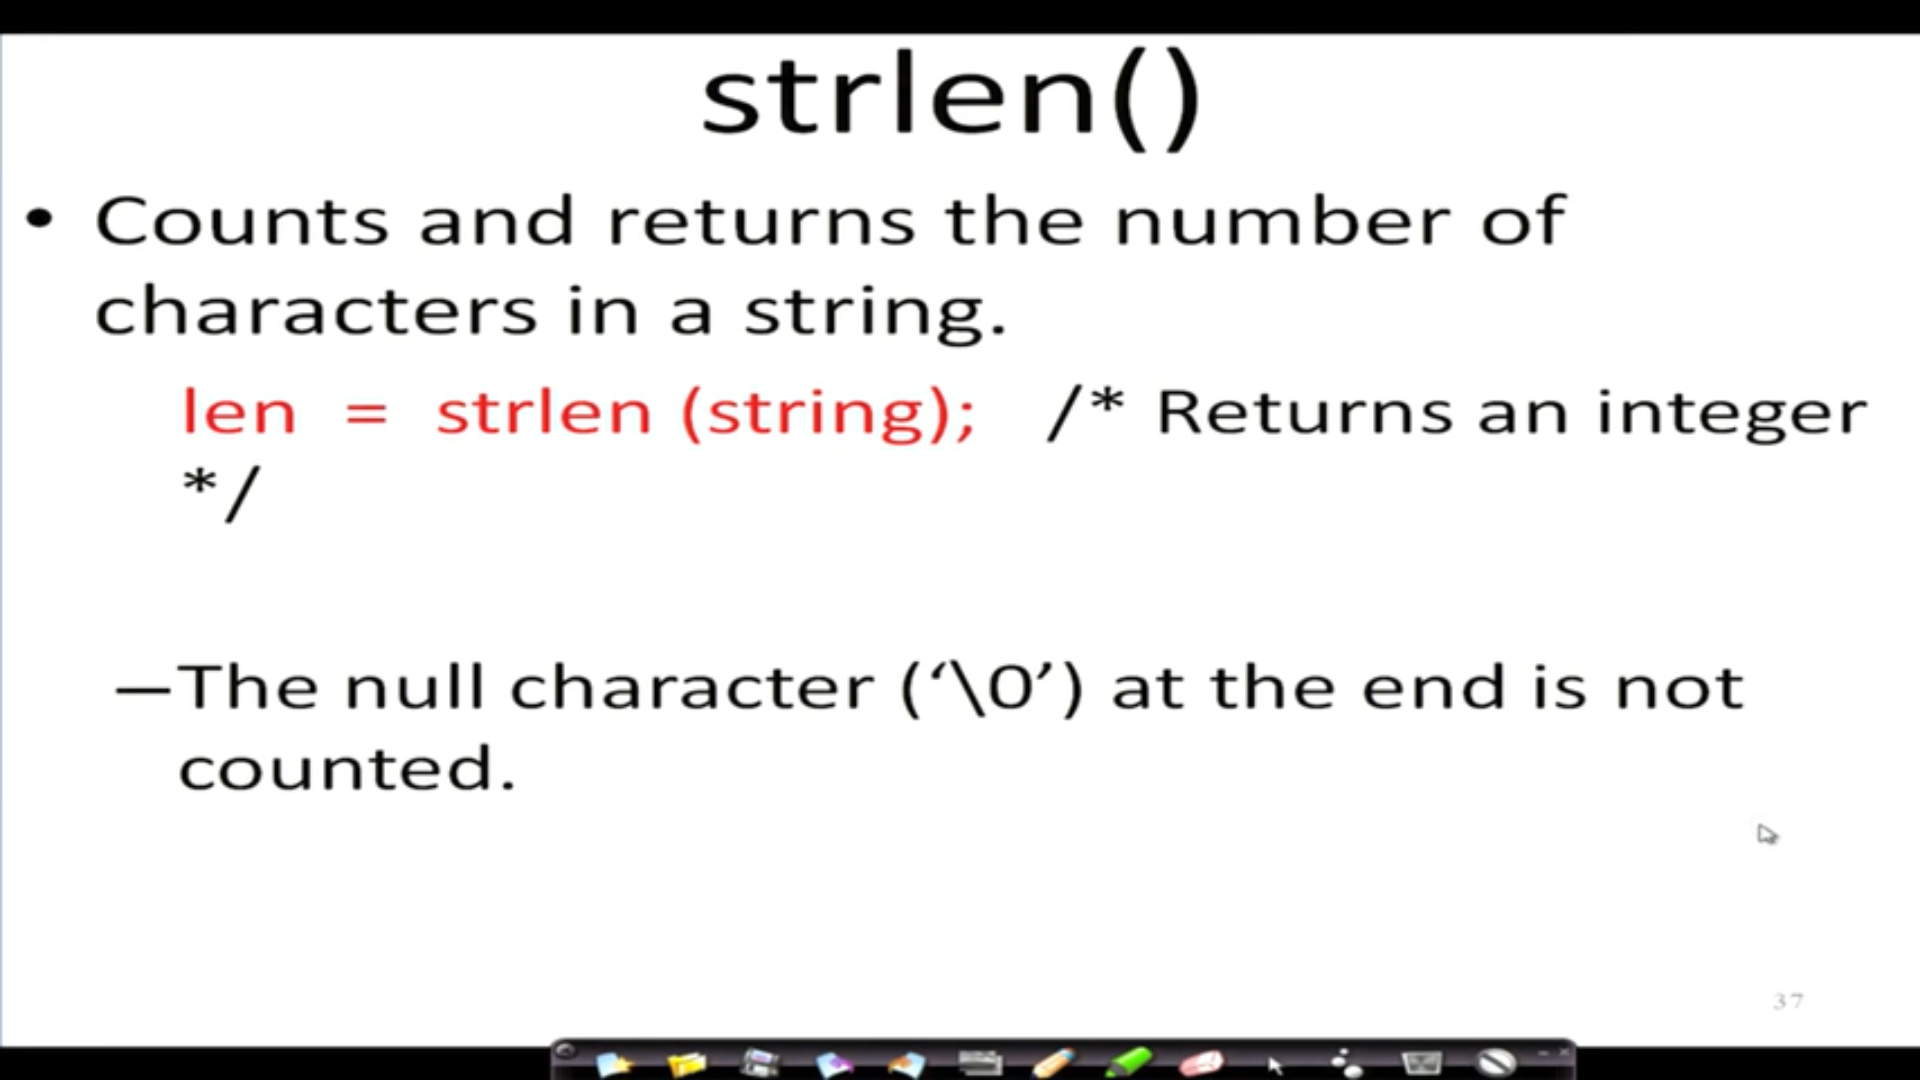 strlen()
• Counts and returns the number of
characters in a string.
len = strlen (string); /* Returns an integer
*/
–The null character (‘\0’) at the end is not
counted.
37